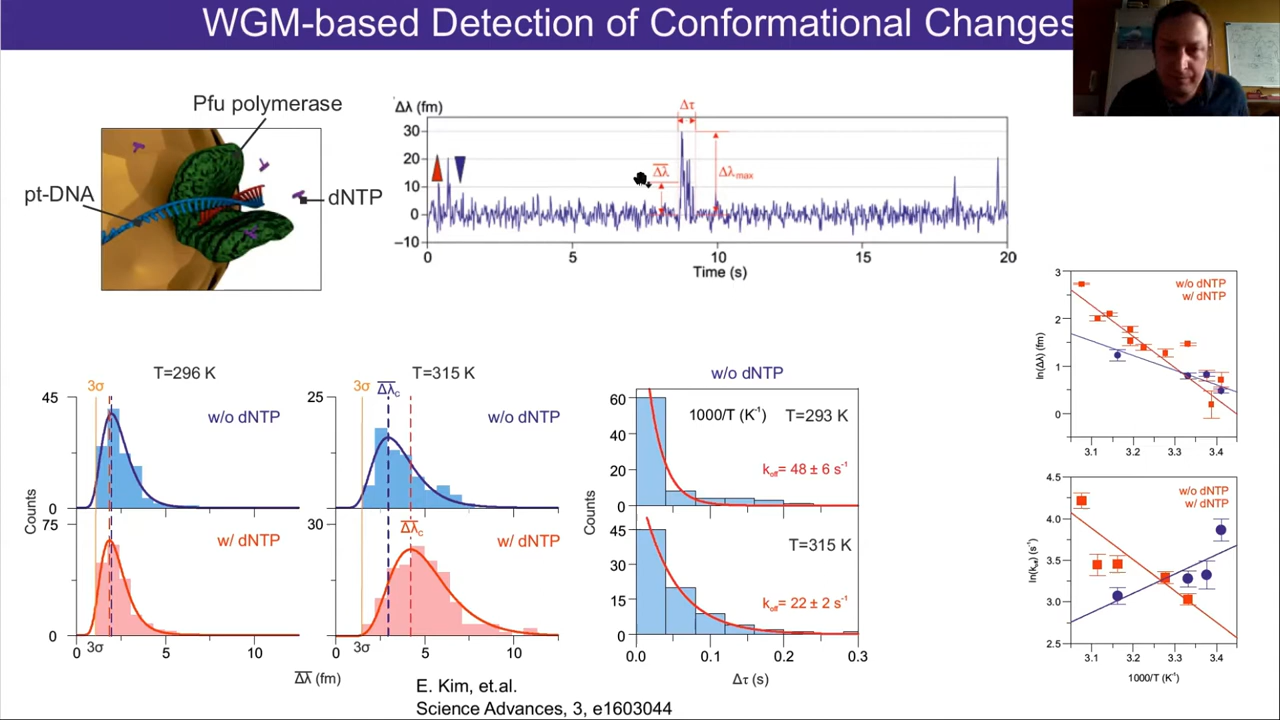 WGM-based Detection of Conformational Changes
Pfu polymerase
pt-DNA
dNTP
Δλ (fm)
30
20
10
0
−10
Δτ
Δλ
Δλmax
0
5
10
15
20
Time (s)
T=296 K
3σ
45
w/o dNTP
0
75
w/ dNTP
0
Counts
0
3σ
5
10
Δλ (fm)
T=315 K
3σ
Δλc
25
w/o dNTP
0
30
Δλc
w/ dNTP
0
3σ
5
10
w/o dNTP
60
40
20
0
1000/T (K⁻¹)
T=293 K
koff= 48 ± 6 s⁻¹
45
30
15
0
T=315 K
koff= 22 ± 2 s⁻¹
Counts
0.0
0.1
0.2
0.3
Δτ (s)
3
2
1
0
w/o dNTP
w/ dNTP
ln(Δλ) (fm)
3.1
3.2
3.3
3.4
4.5
4.0
3.5
3.0
2.5
w/o dNTP
w/ dNTP
ln(koff) (s⁻¹)
3.1
3.2
3.3
3.4
1000/T (K⁻¹)
E. Kim, et.al.
Science Advances, 3, e1603044